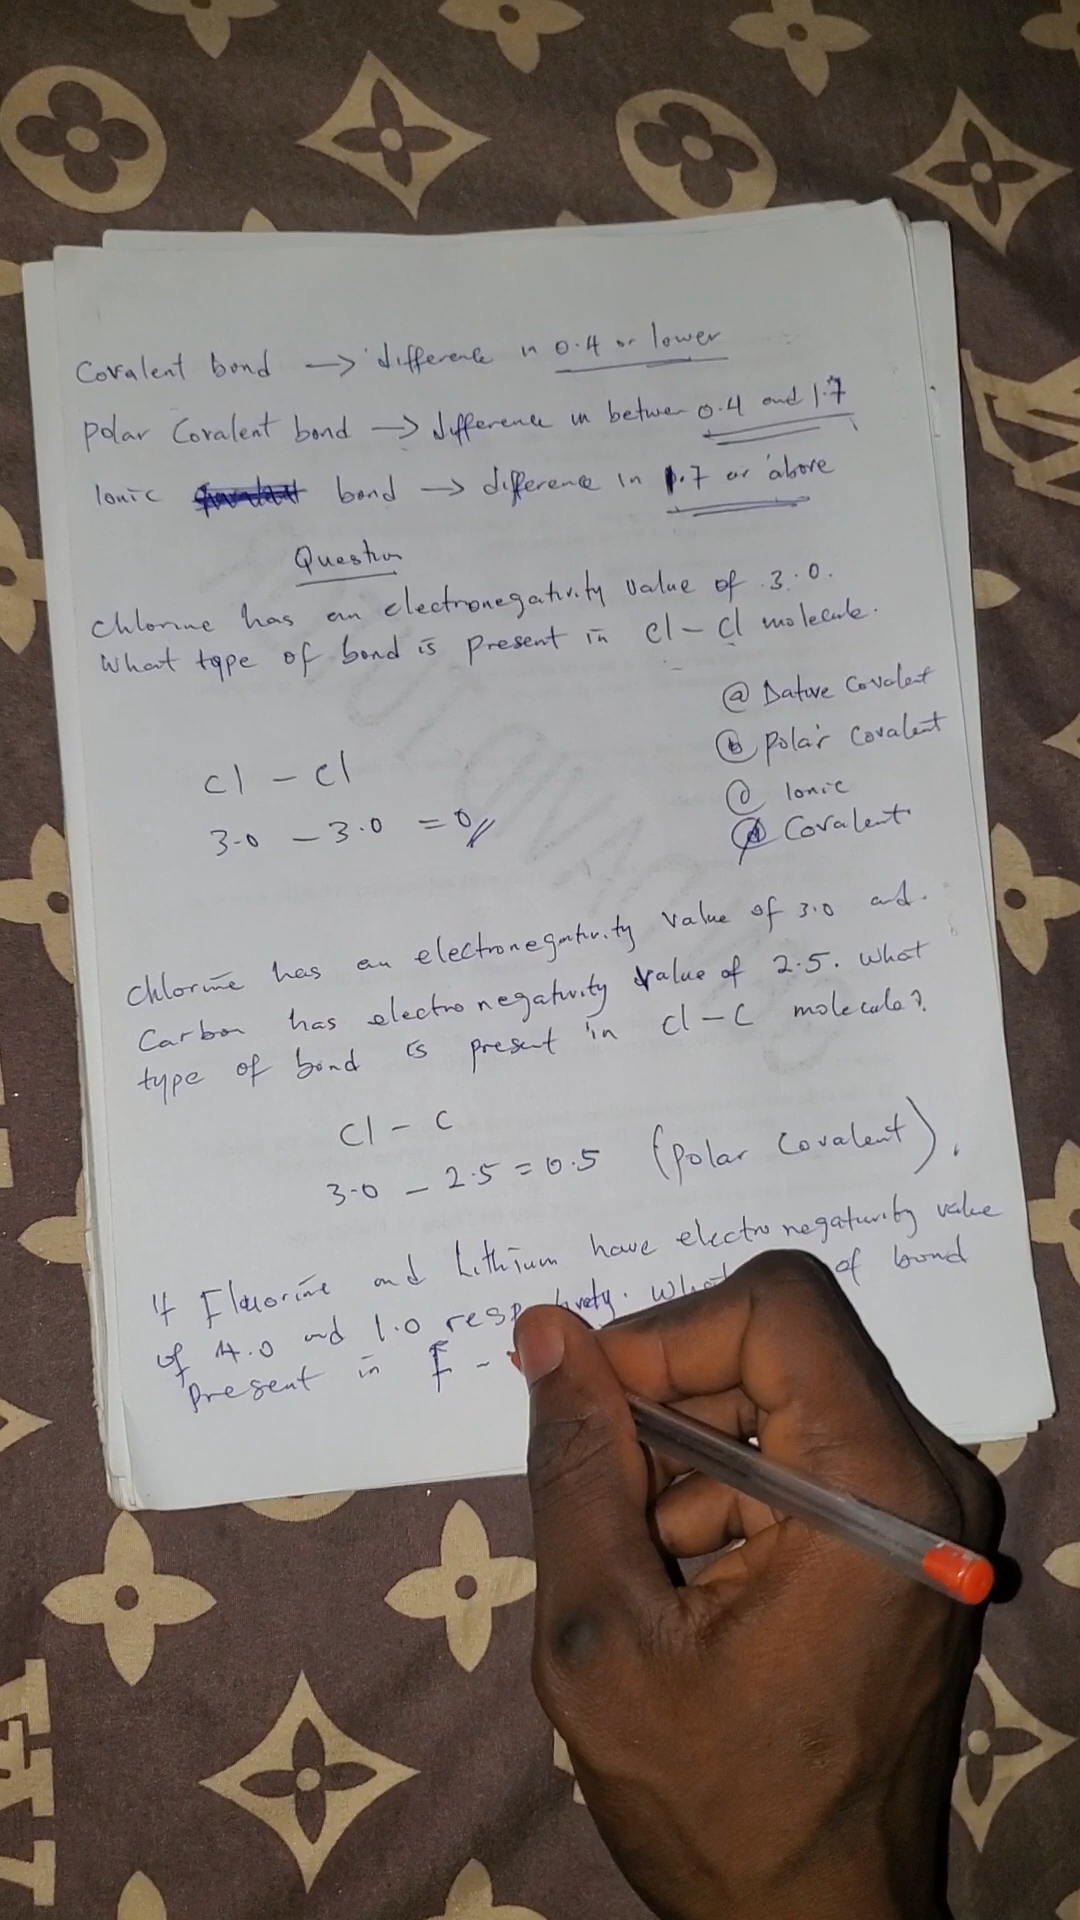 Covalent bond → difference in 0.4 or lower
Polar Covalent bond → difference in between 0.4 and 1.7
Ionic bond → difference in 1.7 or above
Question
Chlorine has an electronegativity value of 3.0.
What type of bond is present in Cl - Cl molecule.
(a) Dative Covalent
(b) Polar Covalent
(c) Ionic
(d) Covalent
Cl - Cl
3.0 - 3.0 = 0
Chlorine has an electronegativity value of 3.0 and
Carbon has electronegativity value of 2.5. What
type of bond is present in Cl - C molecule?
Cl - C
3.0 - 2.5 = 0.5 (Polar Covalent).
If Fluorine and Lithium have electronegativity value
of 4.0 and 1.0 of bond
present in F -